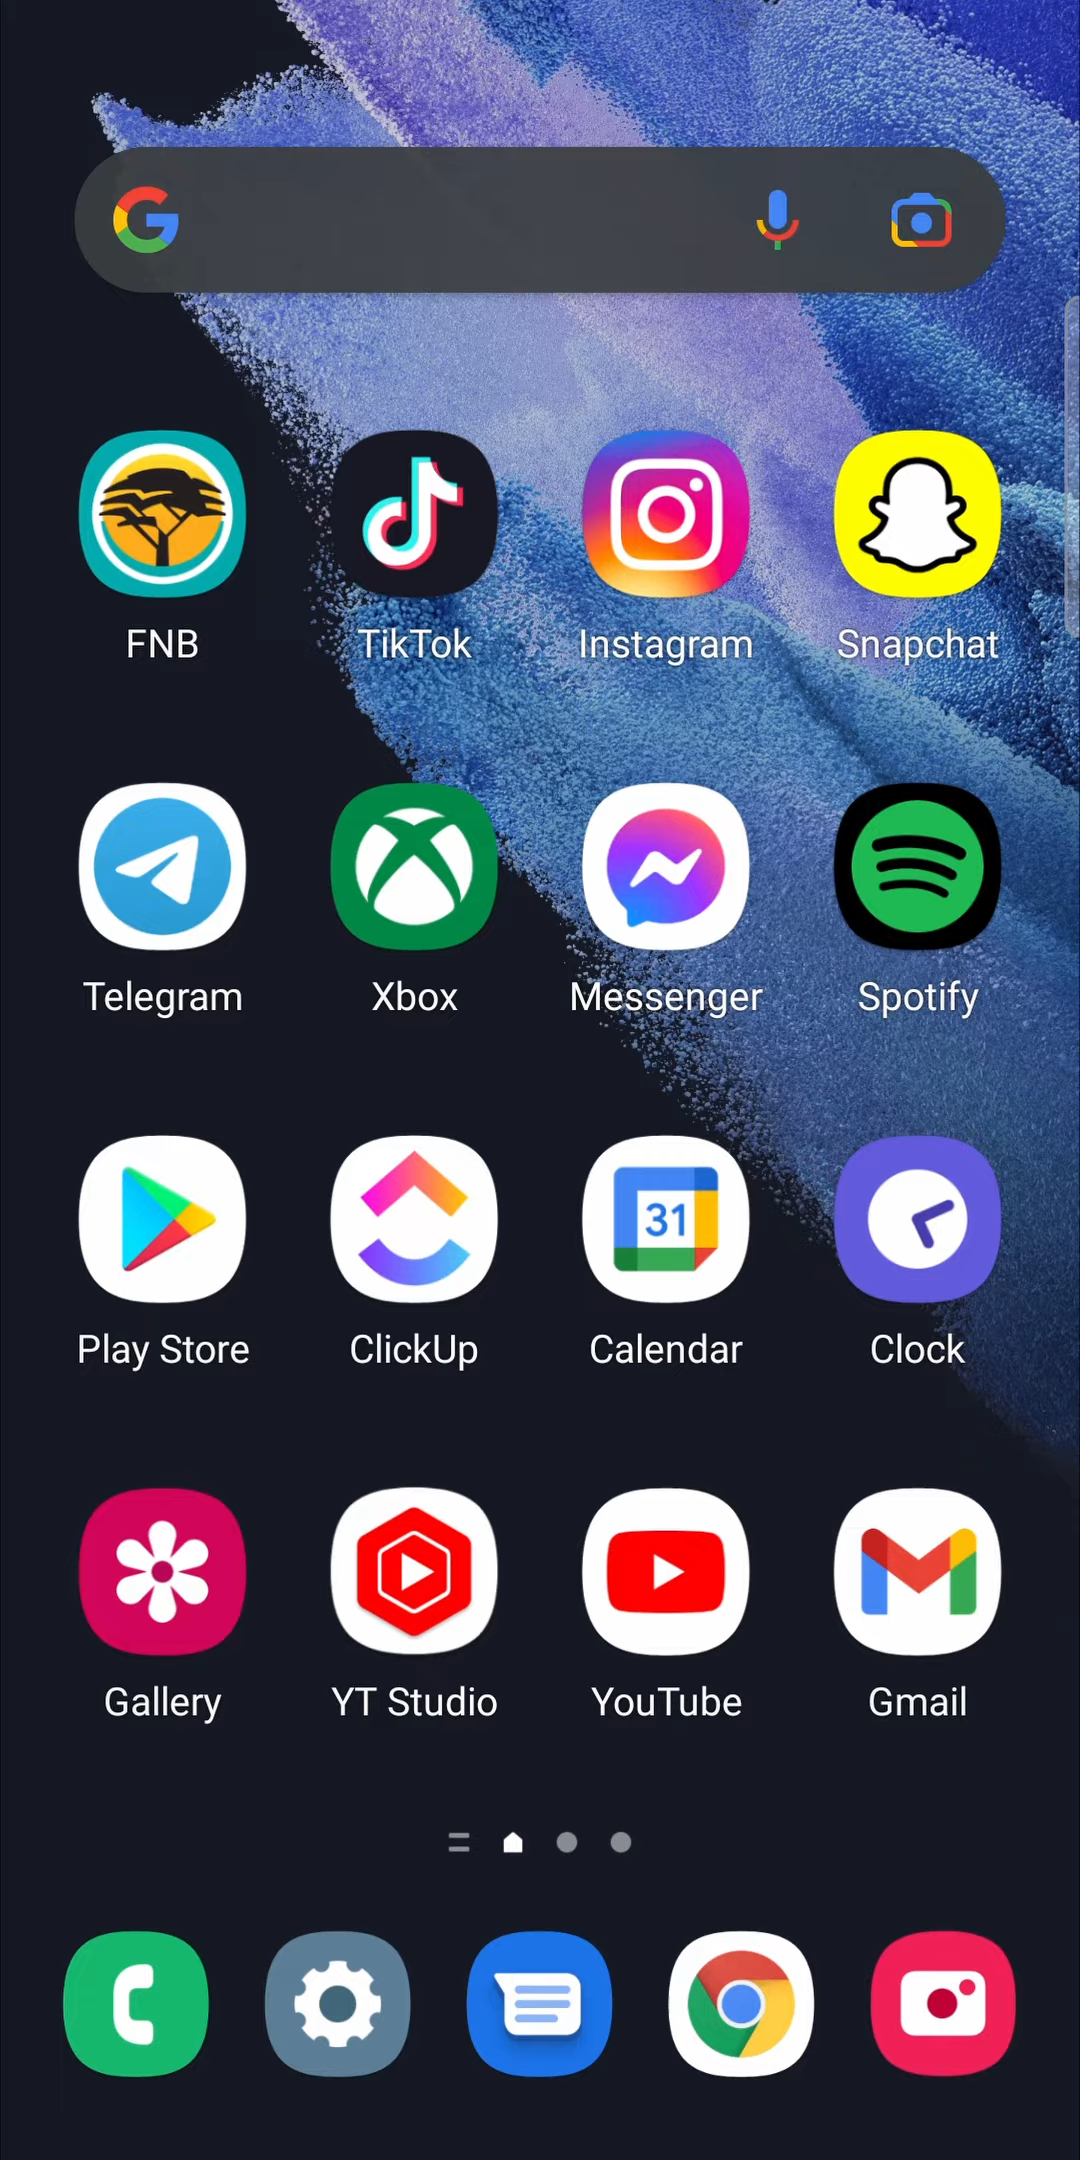 FNB
TikTok
Instagram
Snapchat
Telegram
Xbox
Messenger
Spotify
Play Store
ClickUp
31
Calendar
Clock
Gallery
YT Studio
YouTube
Gmail